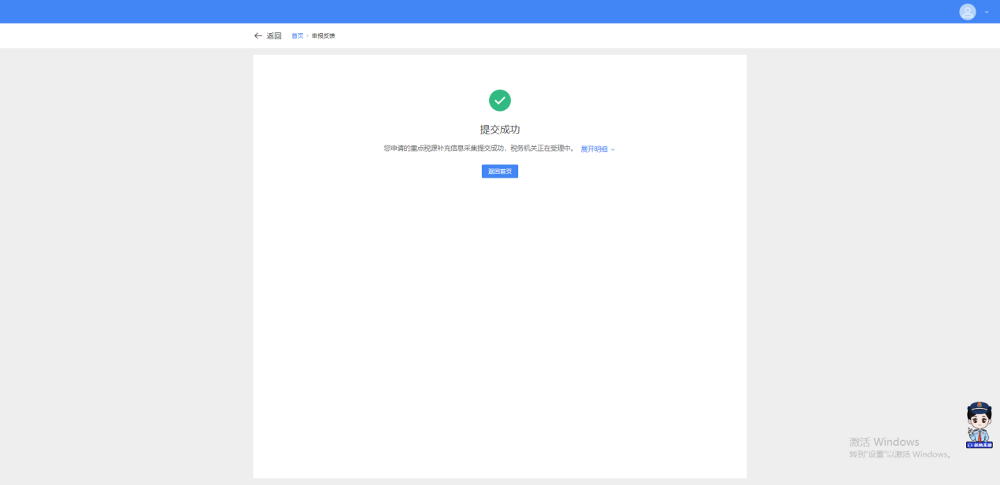 返回 首页 › 申报反馈
提交成功
您申请的重点税源补充信息采集提交成功，税务机关正在受理中。 展开明细
返回首页
激活 Windows
转到"设置"以激活 Windows。